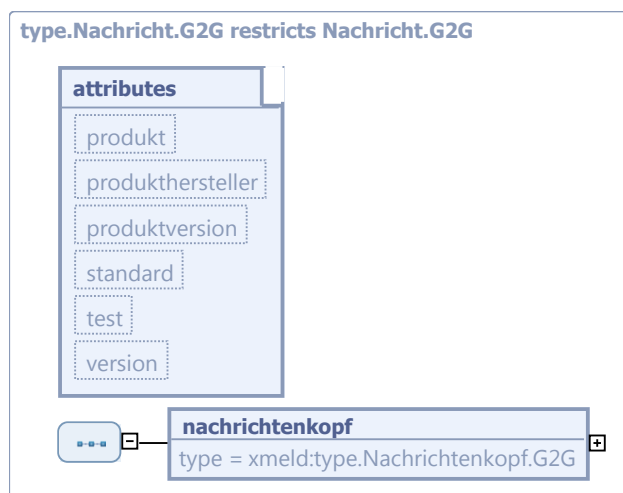 type.Nachricht.G2G restricts Nachricht.G2G
attributes
produkt
produkthersteller
produktversion
standard
test
version
nachrichtenkopf
type = xmeld:type.Nachrichtenkopf.G2G